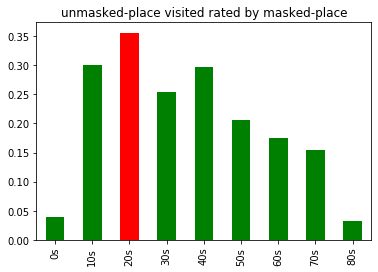 unmasked-place visited rated by masked-place
0.35
0.30
0.25
0.20
0.15
0.10
0.05
0.00
0s
10s
20s
30s
40s
50s
60s
70s
80s